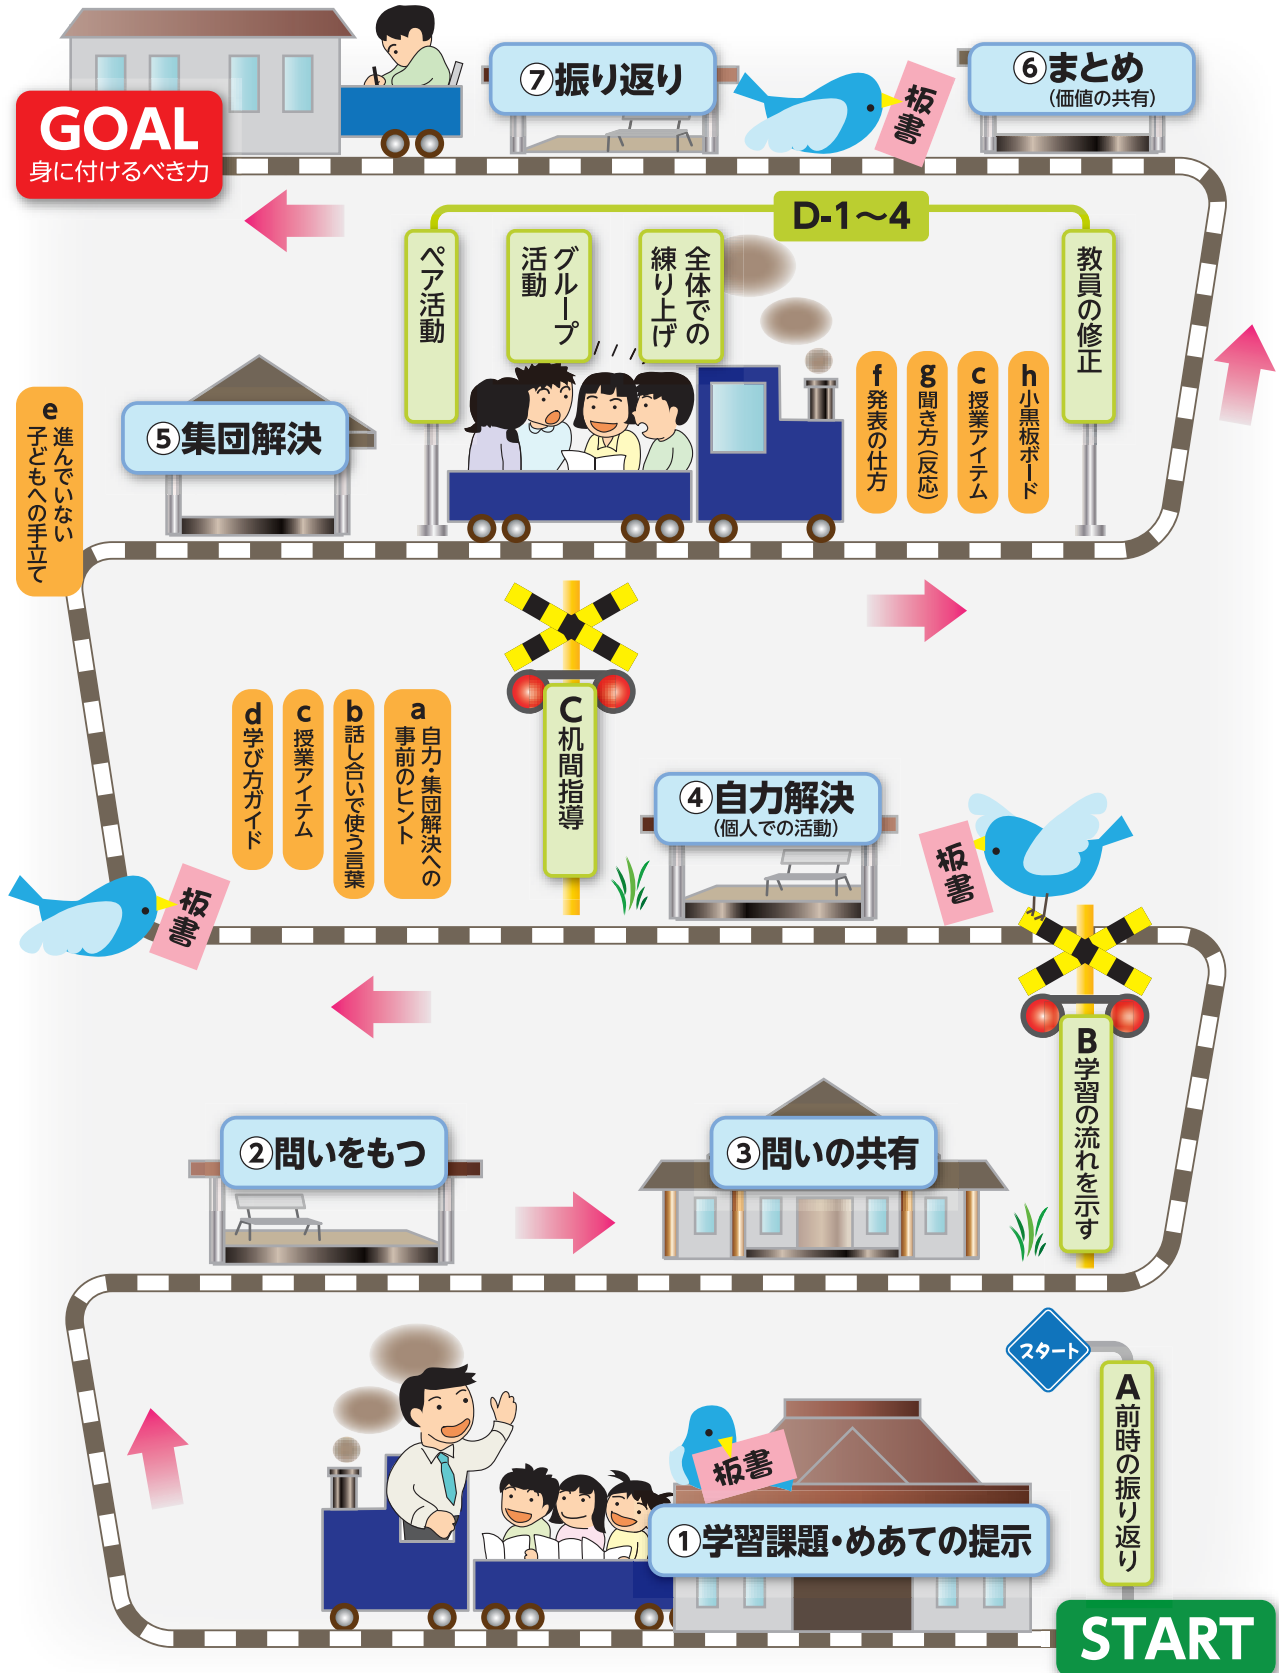 GOAL
身に付けるべき力
⑦振り返り
板書
⑥まとめ
(価値の共有)
D-1～4
ペア活動
グループ
活動
全体での
練り上げ
教員の修正
⑤集団解決
f 発表の仕方
g 聞き方(反応)
c 授業アイテム
h 小黒板ボード
e 進んでいない
子どもへの手立て
C 机間指導
a 自力・集団解決への
事前のヒント
b 話し合いで使う言葉
c 授業アイテム
d 学び方ガイド
④自力解決
(個人での活動)
板書
板書
B 学習の流れを示す
②問いをもつ
③問いの共有
スタート
A 前時の振り返り
板書
①学習課題・めあての提示
START